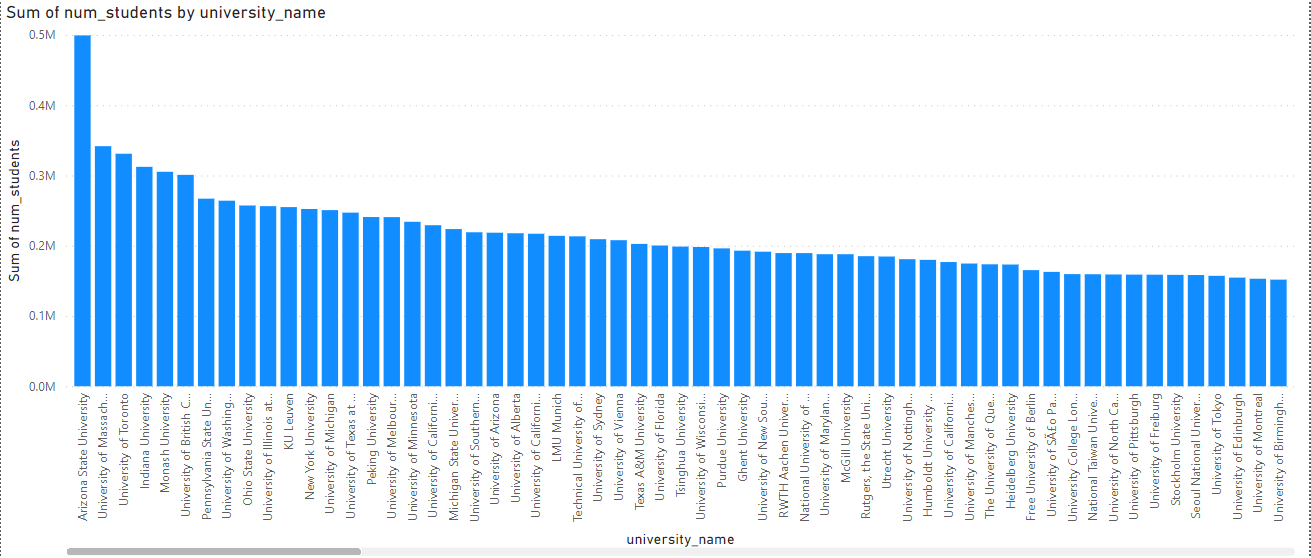 Sum of num_students by university_name
0.5M
0.4M
0.3M
0.2M
0.1M
0.0M
Sum of num_students
Arizona State University
University of Massach...
University of Toronto
Indiana University
Monash University
University of British C...
Pennsylvania State Un...
University of Washing...
Ohio State University
University of Illinois at...
KU Leuven
New York University
University of Michigan
University of Texas at ...
Peking University
University of Melbour...
University of Minnesota
University of Californi...
Michigan State Univer...
University of Southern...
University of Arizona
University of Alberta
University of Californi...
LMU Munich
Technical University of...
University of Sydney
University of Vienna
Texas A&M University
University of Florida
Tsinghua University
University of Wisconsi...
Purdue University
Ghent University
University of New Sou...
RWTH Aachen Univer...
National University of ...
University of Marylan...
McGill University
Rutgers, the State Uni...
Utrecht University
University of Nottingh...
Humboldt University ...
University of Californi...
University of Manches...
The University of Que...
Heidelberg University
Free University of Berlin
University of SÃ£o Pa...
University College Lon...
National Taiwan Unive...
University of North Ca...
University of Pittsburgh
University of Freiburg
Stockholm University
Seoul National Univer...
University of Tokyo
University of Edinburgh
University of Montreal
University of Birmingh...
university_name